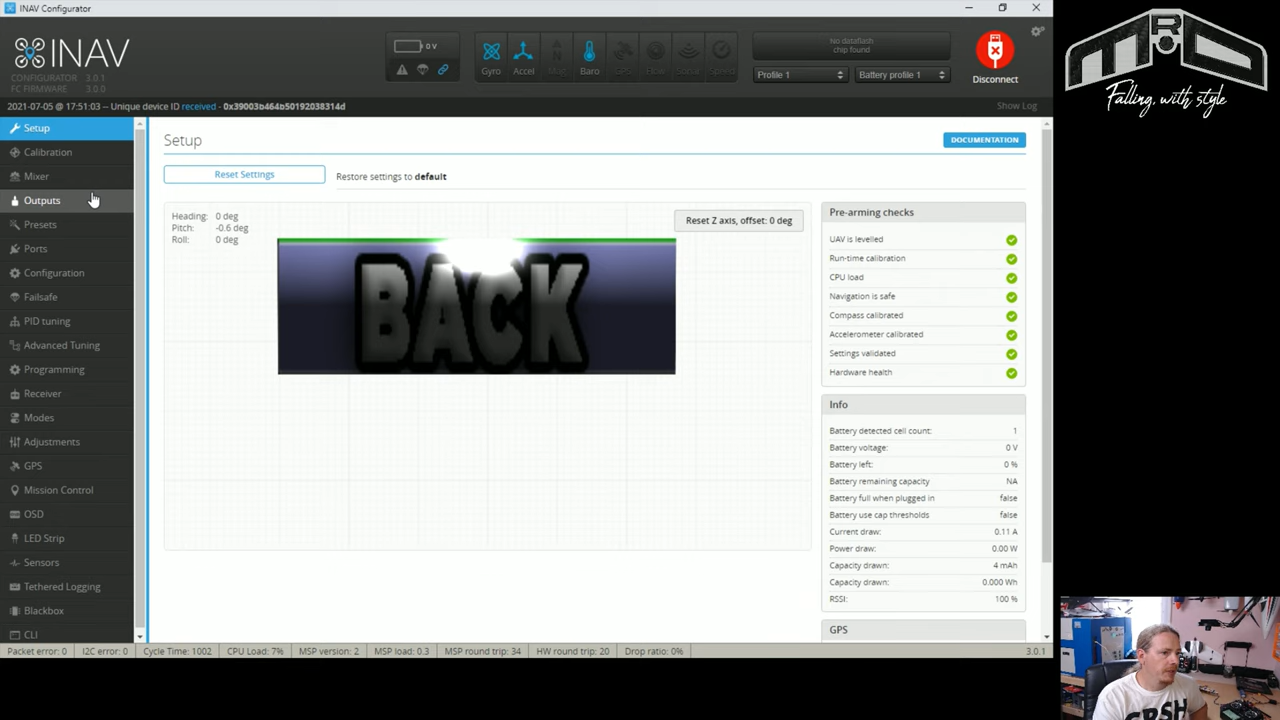 INAV Configurator
INAV
CONFIGURATOR 3.0.1
FC FIRMWARE 3.0.0
0 V
Gyro
Accel
Mag
Baro
GPS
Flow
Sonar
Speed
No dataflash
chip found
Profile 1
Battery profile 1
Disconnect
2021-07-05 @ 17:51:03 -- Unique device ID received - 0x39003b464b50192038314d
Show Log
Setup
Calibration
Mixer
Outputs
Presets
Ports
Configuration
Failsafe
PID tuning
Advanced Tuning
Programming
Receiver
Modes
Adjustments
GPS
Mission Control
OSD
LED Strip
Sensors
Tethered Logging
Blackbox
CLI
Setup
DOCUMENTATION
Reset Settings
Restore settings to default
Heading: 0 deg
Pitch: -0.6 deg
Roll: 0 deg
Reset Z axis, offset: 0 deg
BACK
Pre-arming checks
UAV is levelled
Run-time calibration
CPU load
Navigation is safe
Compass calibrated
Accelerometer calibrated
Settings validated
Hardware health
Info
Battery detected cell count: 1
Battery voltage: 0 V
Battery left: 0 %
Battery remaining capacity NA
Battery full when plugged in false
Battery use cap thresholds false
Current draw: 0.11 A
Power draw: 0.00 W
Capacity drawn: 4 mAh
Capacity drawn: 0.000 Wh
RSSI: 100 %
GPS
Packet error: 0
I2C error: 0
Cycle Time: 1002
CPU Load: 7%
MSP version: 2
MSP load: 0.3
MSP round trip: 34
HW round trip: 20
Drop ratio: 0%
3.0.1
MRD
Falling, with style